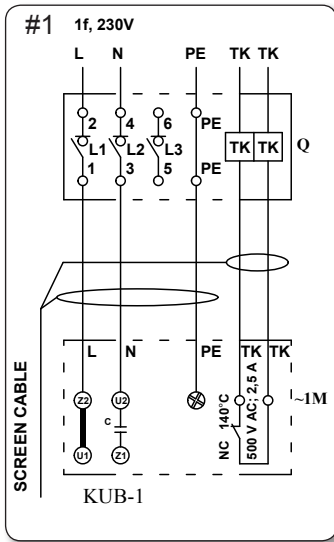 #1 1f, 230V
L N PE TK TK
2 4 6
L1 L2 L3 PE TK TK Q
1 3 5 PE
L N PE TK TK
Z2 U2
C
U1 Z1
NC 140°C
500 V AC; 2,5 A
~1M
SCREEN CABLE
KUB-1